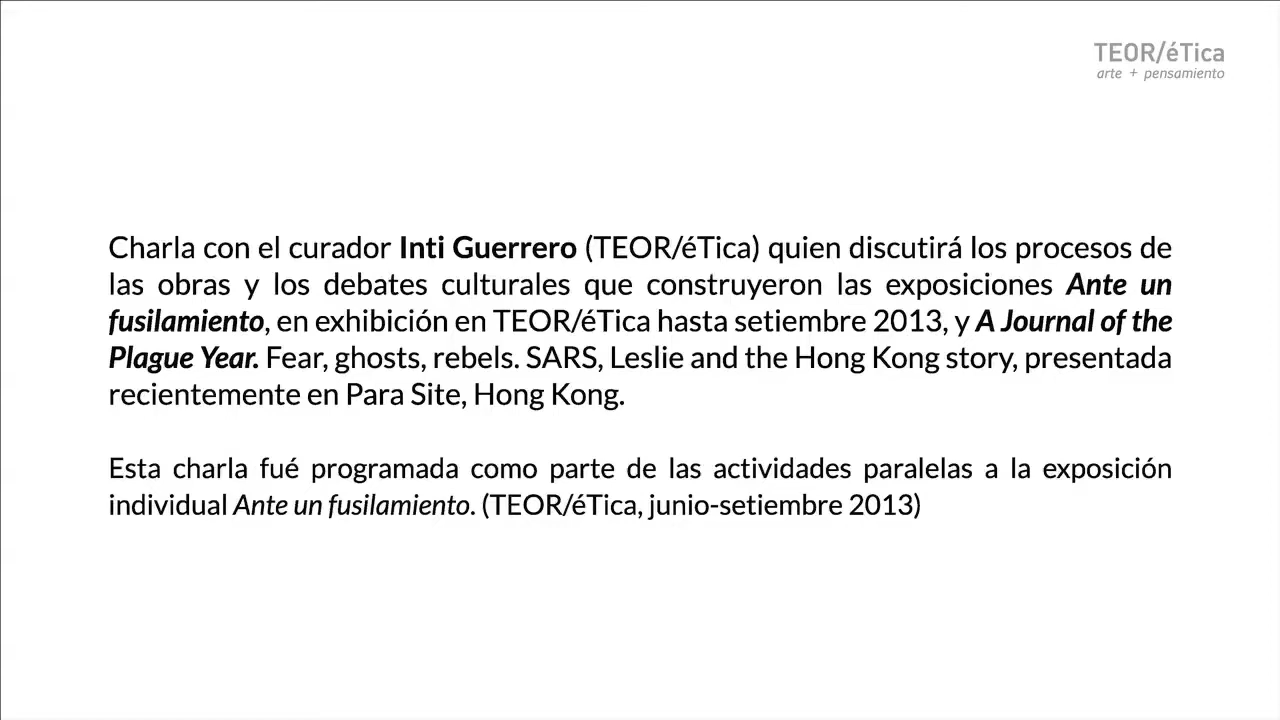 TEOR/éTica
arte + pensamiento
Charla con el curador Inti Guerrero (TEOR/éTica) quien discutirá los procesos de
las obras y los debates culturales que construyeron las exposiciones Ante un
fusilamiento, en exhibición en TEOR/éTica hasta setiembre 2013, y A Journal of the
Plague Year. Fear, ghosts, rebels. SARS, Leslie and the Hong Kong story, presentada
recientemente en Para Site, Hong Kong.
Esta charla fué programada como parte de las actividades paralelas a la exposición
individual Ante un fusilamiento. (TEOR/éTica, junio-setiembre 2013)